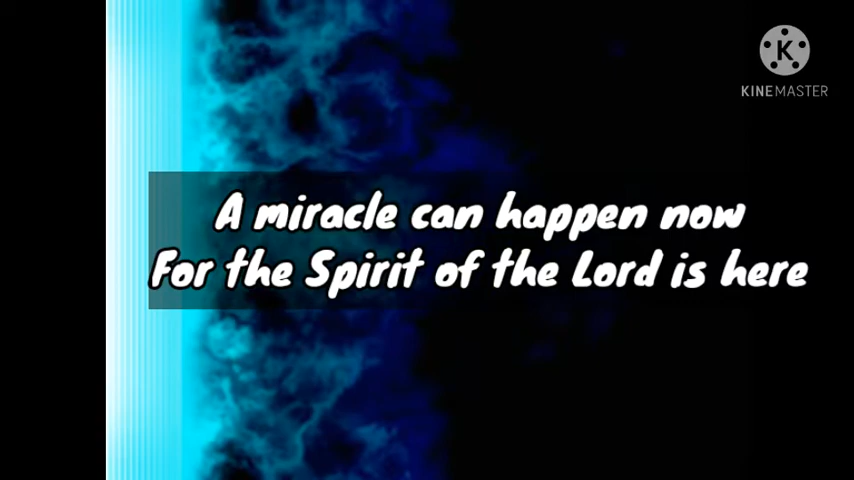 K
KINEMASTER
A miracle can happen now
For the Spirit of the Lord is here